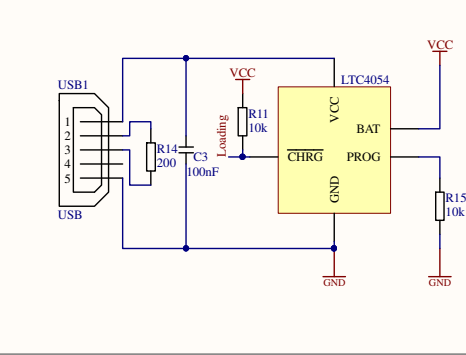 VCC
USB1
VCC
LTC4054
1
2
3
4
5
R14
200
C3
100nF
Loading
R11
10k
VCC
BAT
CHRG
PROG
GND
R15
10k
USB
GND
GND